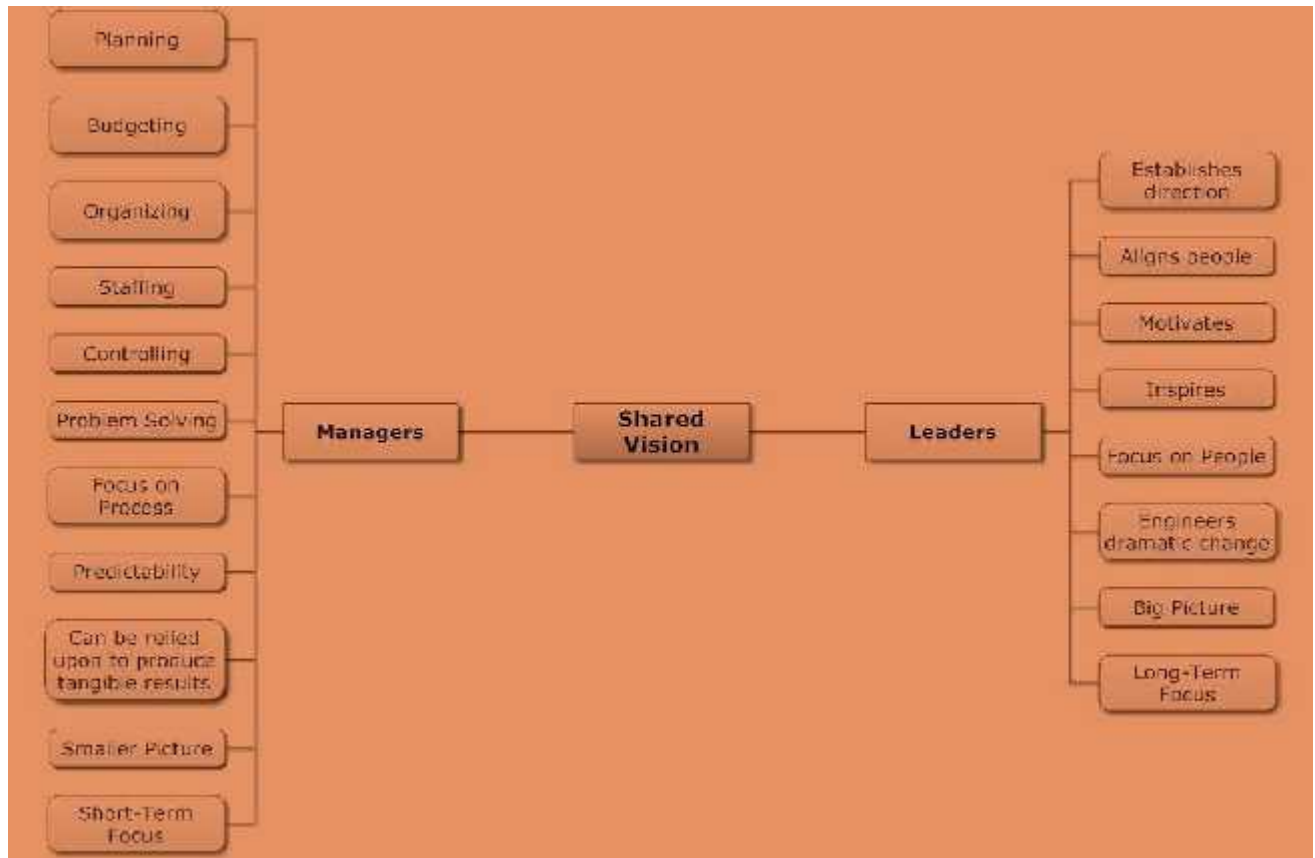 Planning
Budgeting
Organizing
Staffing
Controlling
Problem Solving
Focus on
Process
Predictability
Can be relied
upon to produce
tangible results
Smaller Picture
Short-Term
Focus
Managers
Shared
Vision
Leaders
Establishes
direction
Aligns people
Motivates
Inspires
Focus on People
Engineers
dramatic change
Big Picture
Long-Term
Focus